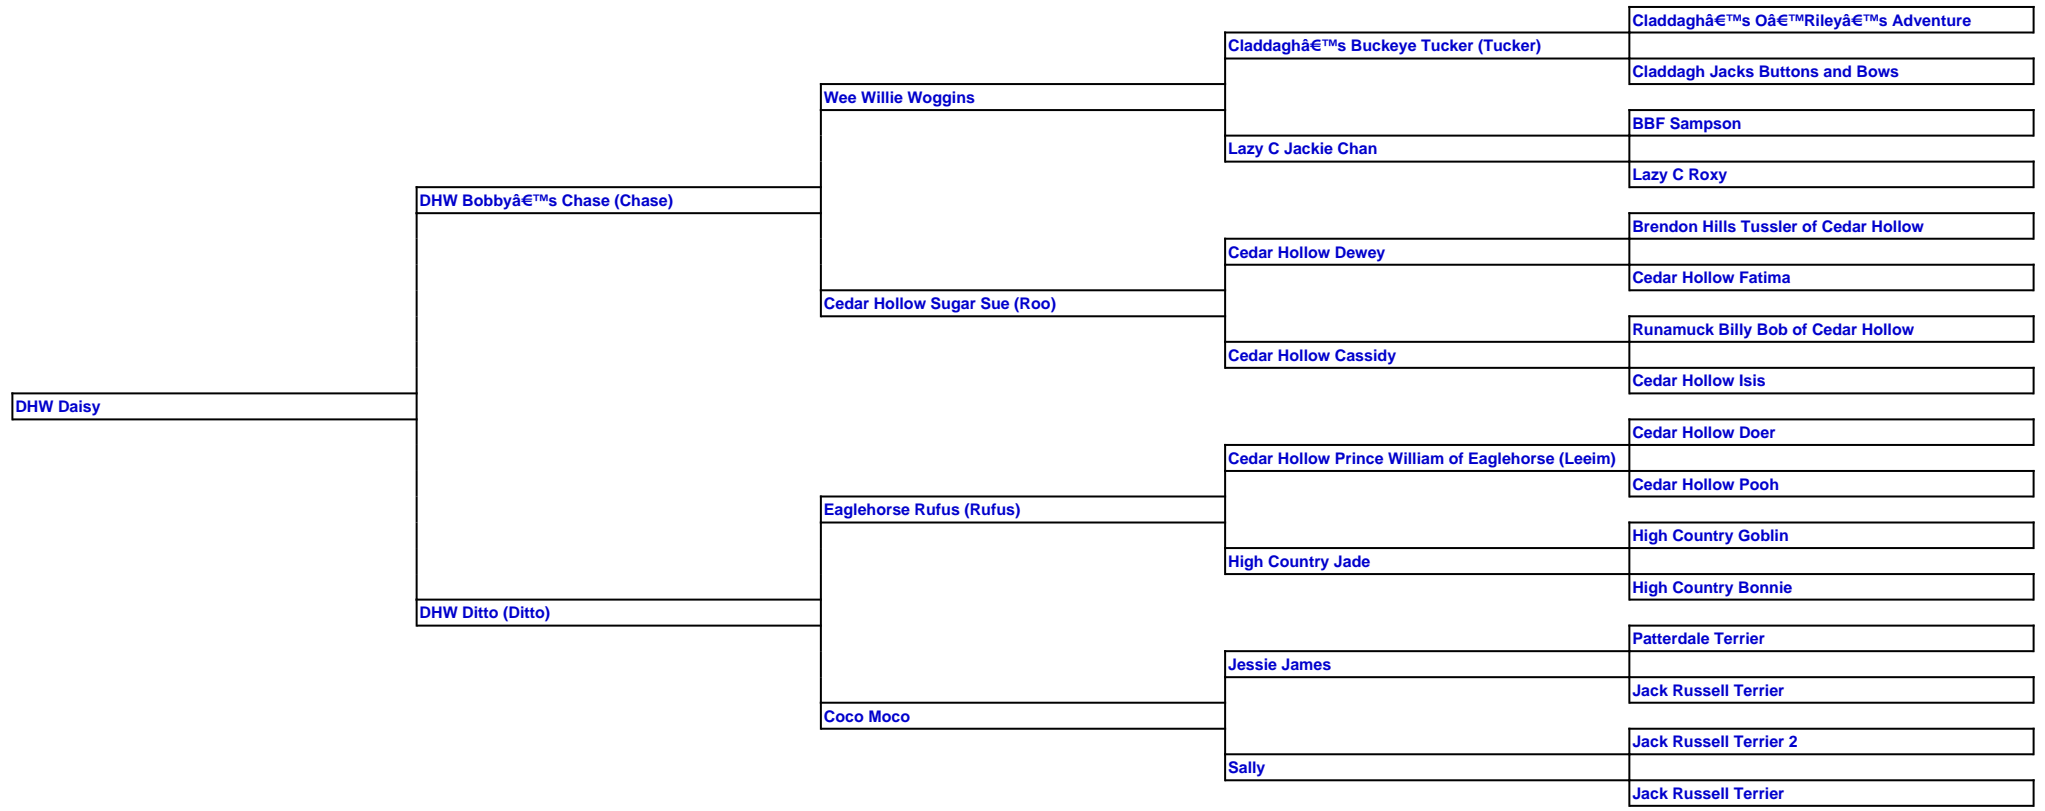 Claddaghâ€™s Oâ€™Rileyâ€™s Adventure
Claddaghâ€™s Buckeye Tucker (Tucker)
Claddagh Jacks Buttons and Bows
Wee Willie Woggins
BBF Sampson
Lazy C Jackie Chan
Lazy C Roxy
DHW Bobbyâ€™s Chase (Chase)
Brendon Hills Tussler of Cedar Hollow
Cedar Hollow Dewey
Cedar Hollow Fatima
Cedar Hollow Sugar Sue (Roo)
Runamuck Billy Bob of Cedar Hollow
Cedar Hollow Cassidy
Cedar Hollow Isis
DHW Daisy
Cedar Hollow Doer
Cedar Hollow Prince William of Eaglehorse (Leeim)
Cedar Hollow Pooh
Eaglehorse Rufus (Rufus)
High Country Goblin
High Country Jade
High Country Bonnie
DHW Ditto (Ditto)
Patterdale Terrier
Jessie James
Jack Russell Terrier
Coco Moco
Jack Russell Terrier 2
Sally
Jack Russell Terrier